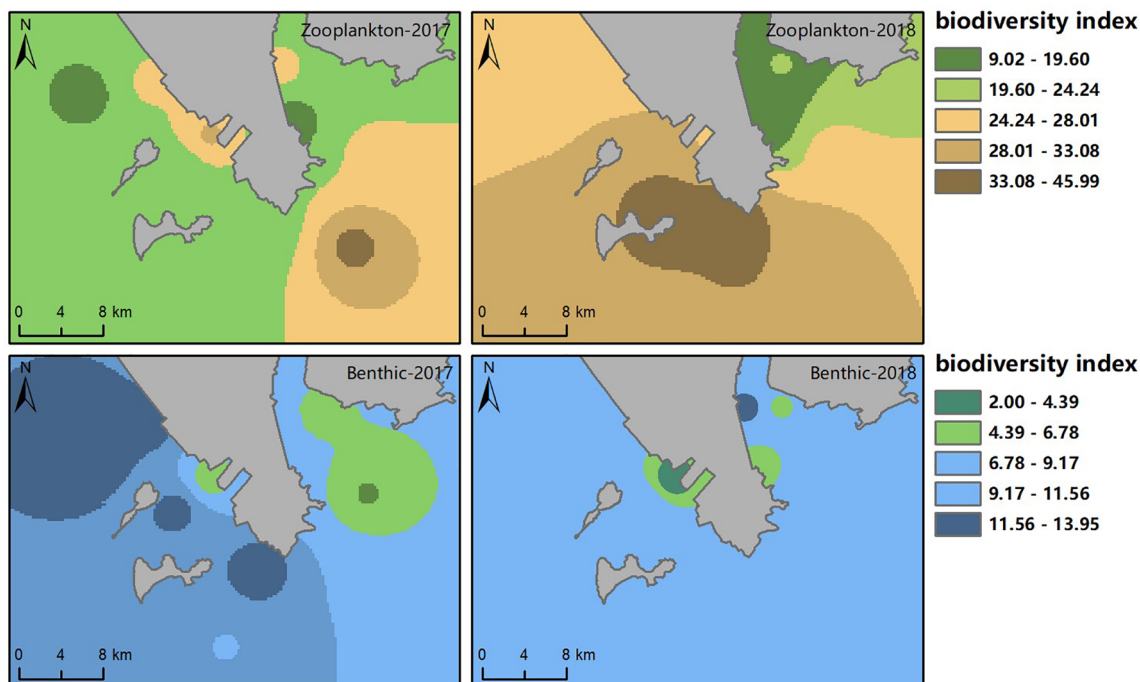 Zooplankton-2017
N
0 4 8 km
Zooplankton-2018
N
0 4 8 km
biodiversity index
9.02 - 19.60
19.60 - 24.24
24.24 - 28.01
28.01 - 33.08
33.08 - 45.99
Benthic-2017
N
0 4 8 km
Benthic-2018
N
0 4 8 km
biodiversity index
2.00 - 4.39
4.39 - 6.78
6.78 - 9.17
9.17 - 11.56
11.56 - 13.95